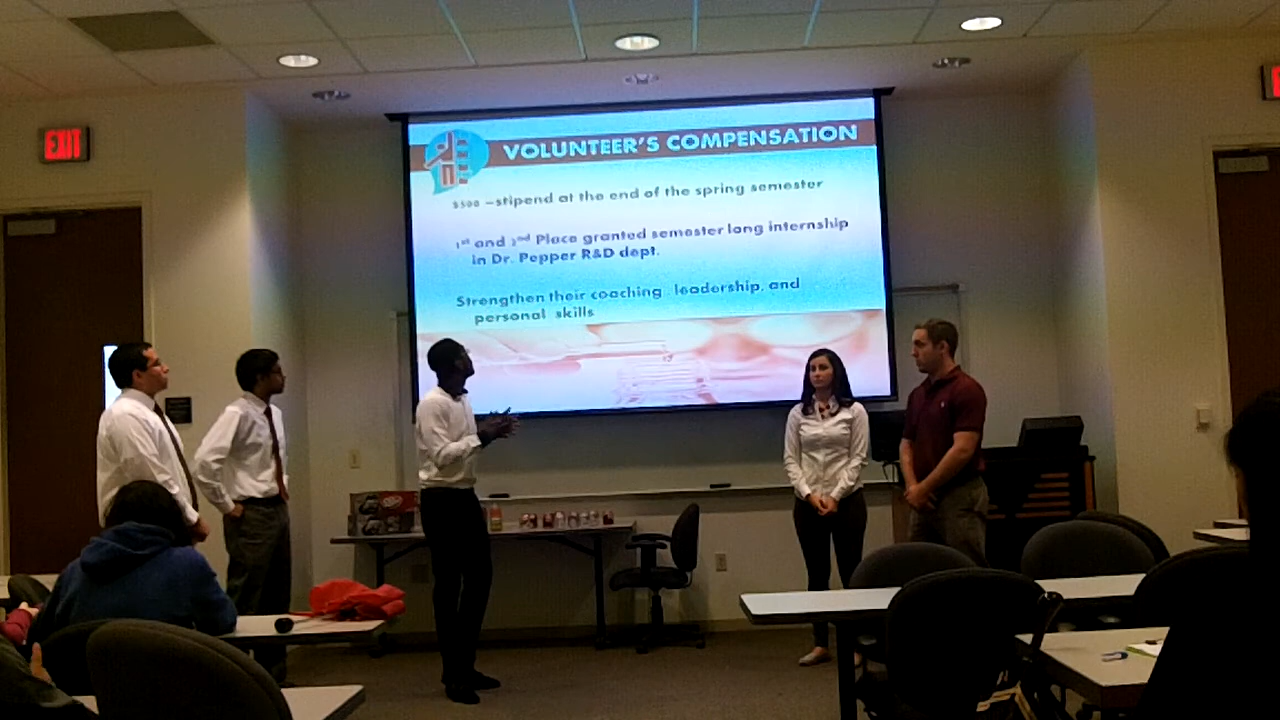 EXIT
VOLUNTEER'S COMPENSATION
$500 – stipend at the end of the spring semester
1st and 2nd Place granted semester long internship
in Dr. Pepper R&D dept.
Strengthen their coaching, leadership, and
personal skills